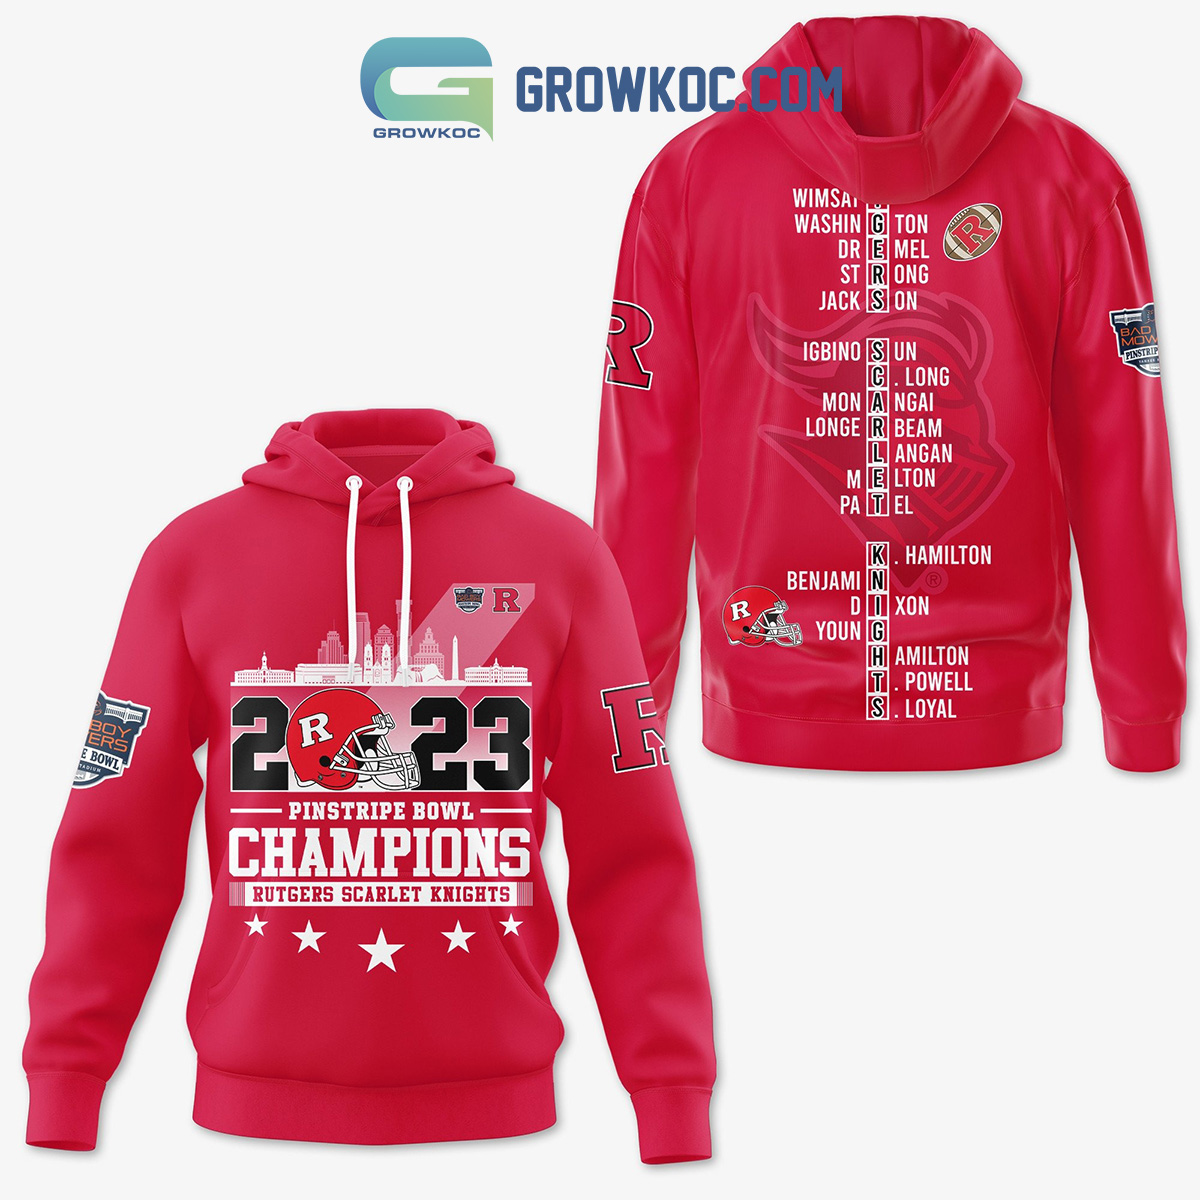 GROWKOC
GROWKOC.COM
WASHINGTON
DREMEL
STRONG
JACKSON
IGBINOSUN
C. LONG
MONANGAI
LONGERBEAM
LANGAN
MELTON
PATEL
K. HAMILTON
BENJAMIN
DIXON
YOUNG
HAMILTON
T. POWELL
S. LOYAL
R
R
R
R
2023
R
PINSTRIPE BOWL
CHAMPIONS
RUTGERS SCARLET KNIGHTS